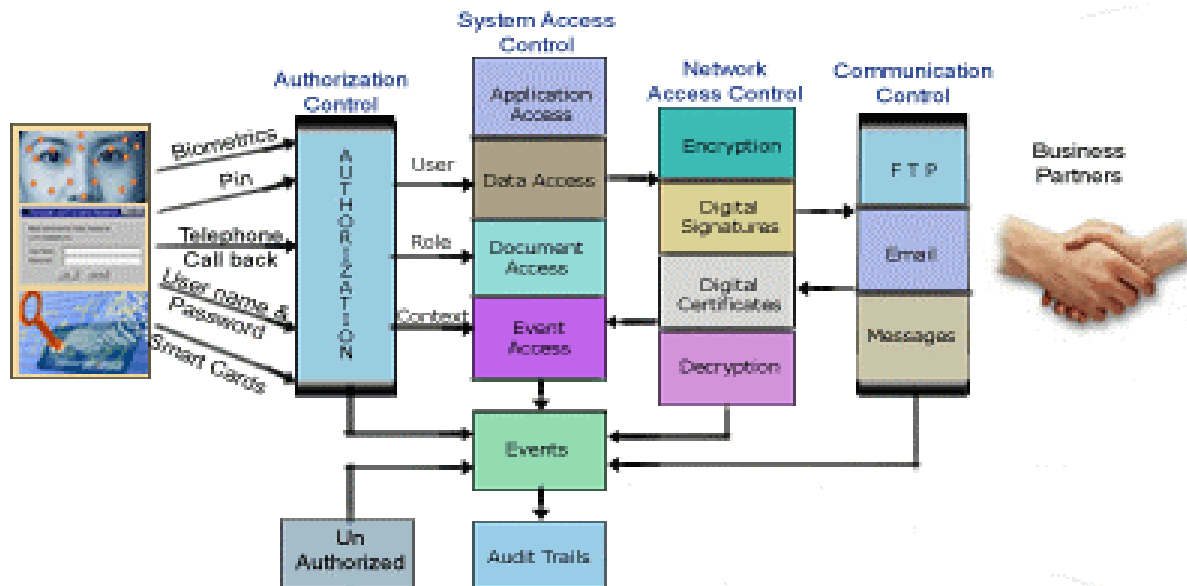 System Access
Control
Authorization
Control
Network
Access Control
Communication
Control
Biometrics
Pin
Telephone
Call back
User name &
Password
Smart Cards
AUTHORIZATION
User
Role
Context
Application
Access
Data Access
Document
Access
Event
Access
Encryption
Digital
Signatures
Digital
Certificates
Decryption
F T P
Email
Messages
Business
Partners
Events
Un
Authorized
Audit Trails